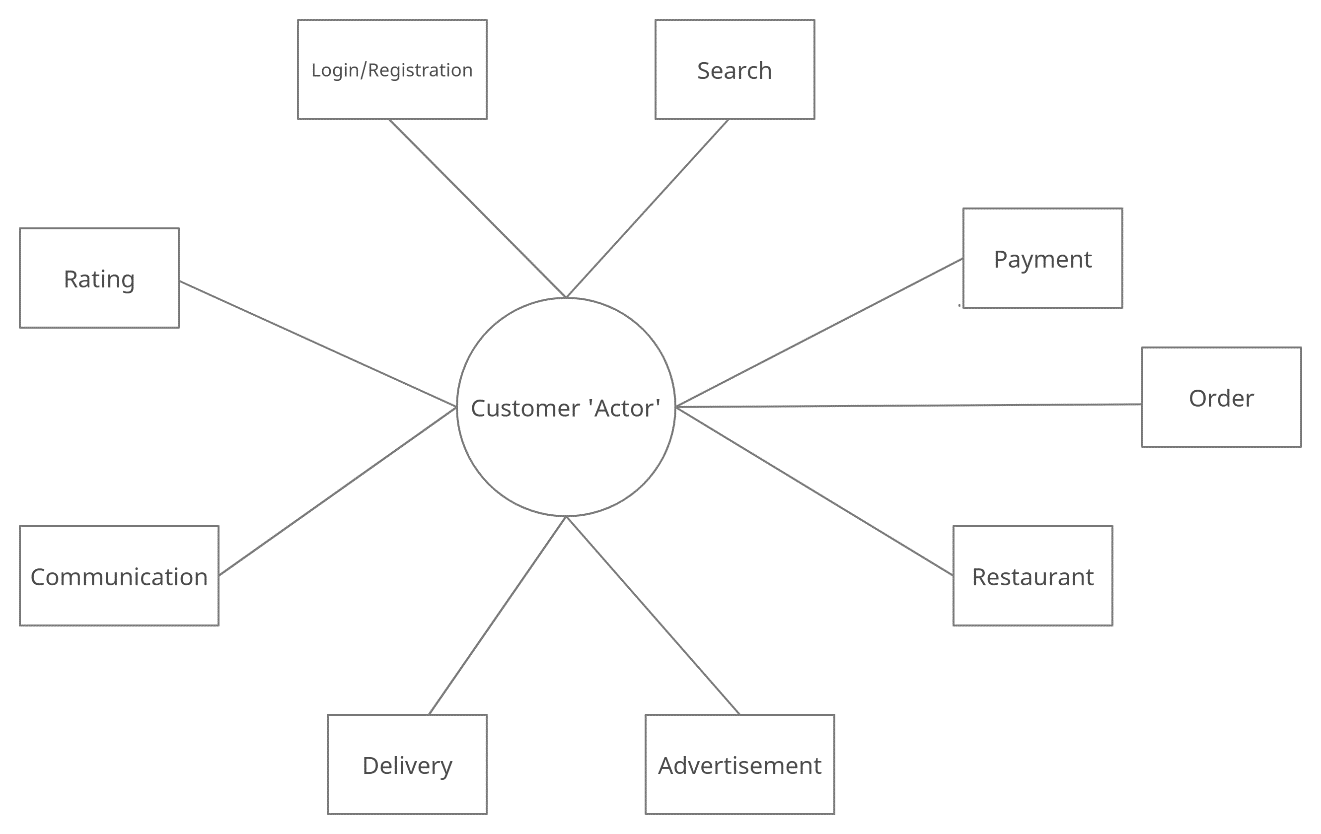 Login/Registration
Search
Payment
Rating
Order
Customer 'Actor'
Communication
Restaurant
Delivery
Advertisement